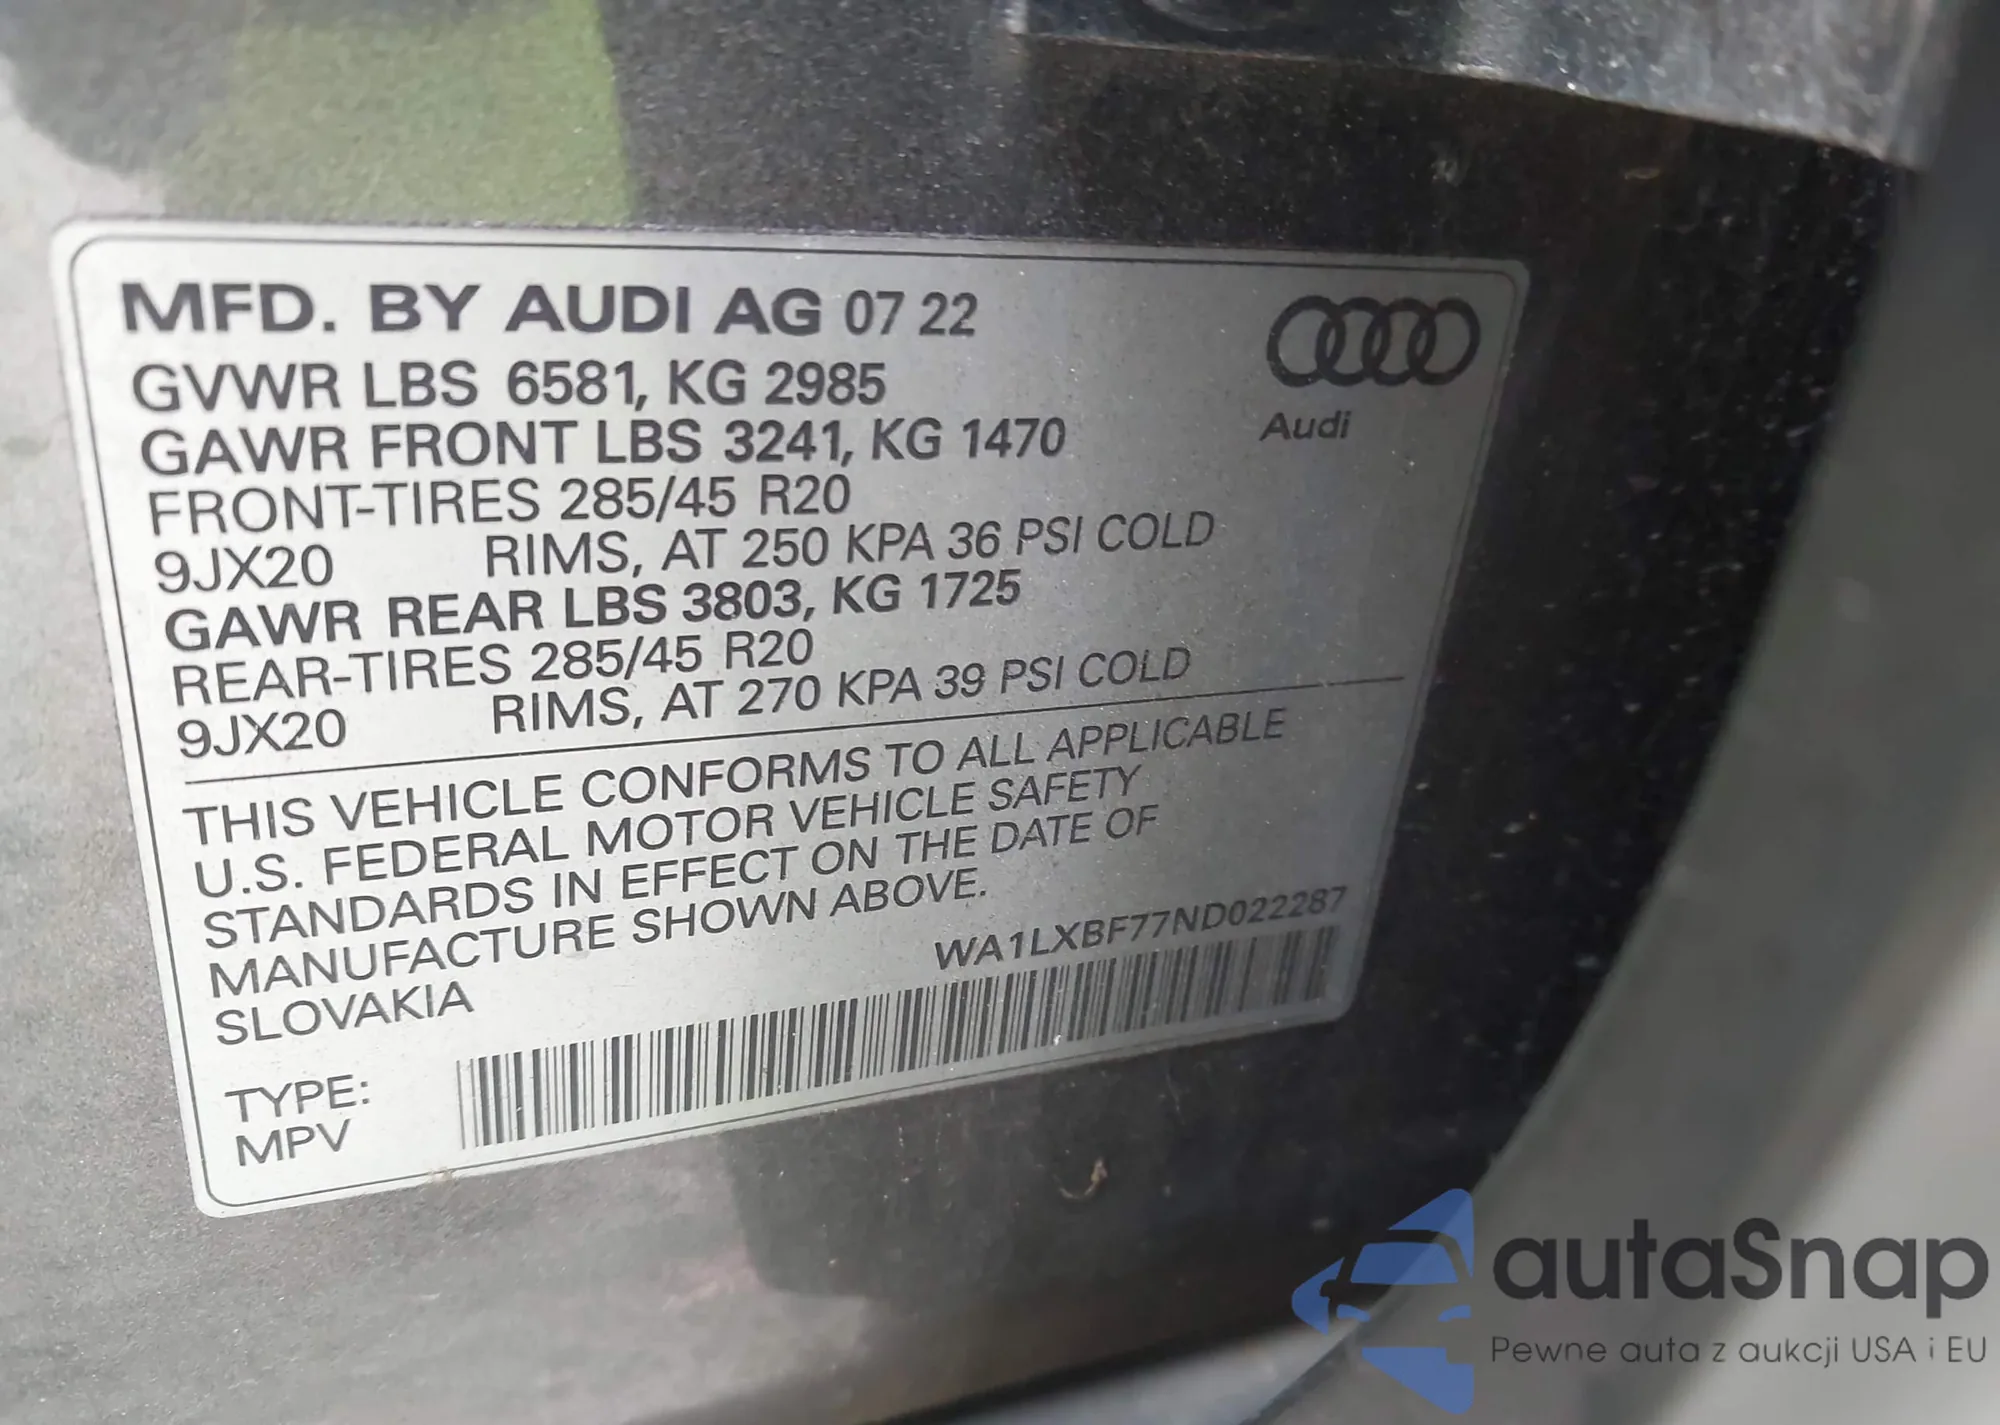 MFD. BY AUDI AG 07 22
GVWR LBS 6581, KG 2985
GAWR FRONT LBS 3241, KG 1470
FRONT-TIRES 285/45 R20
9JX20 RIMS, AT 250 KPA 36 PSI COLD
GAWR REAR LBS 3803, KG 1725
REAR-TIRES 285/45 R20
9JX20 RIMS, AT 270 KPA 39 PSI COLD
Audi
THIS VEHICLE CONFORMS TO ALL APPLICABLE
U.S. FEDERAL MOTOR VEHICLE SAFETY
STANDARDS IN EFFECT ON THE DATE OF
MANUFACTURE SHOWN ABOVE.
SLOVAKIA
WA1LXBF77ND022287
TYPE:
MPV
autaSnap
Pewne auta z aukcji USA i EU